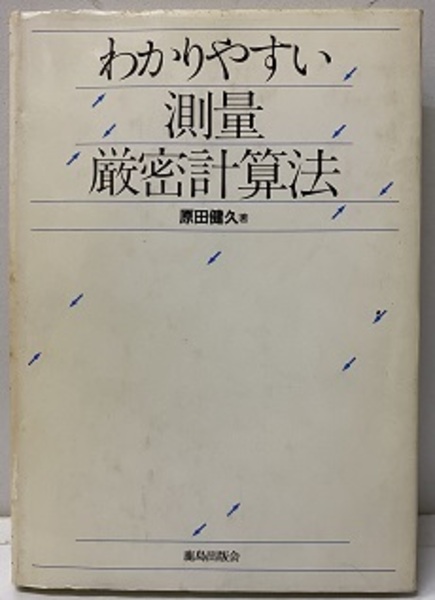 わかりやすい
測量
厳密計算法
原田健久著
鹿島出版会